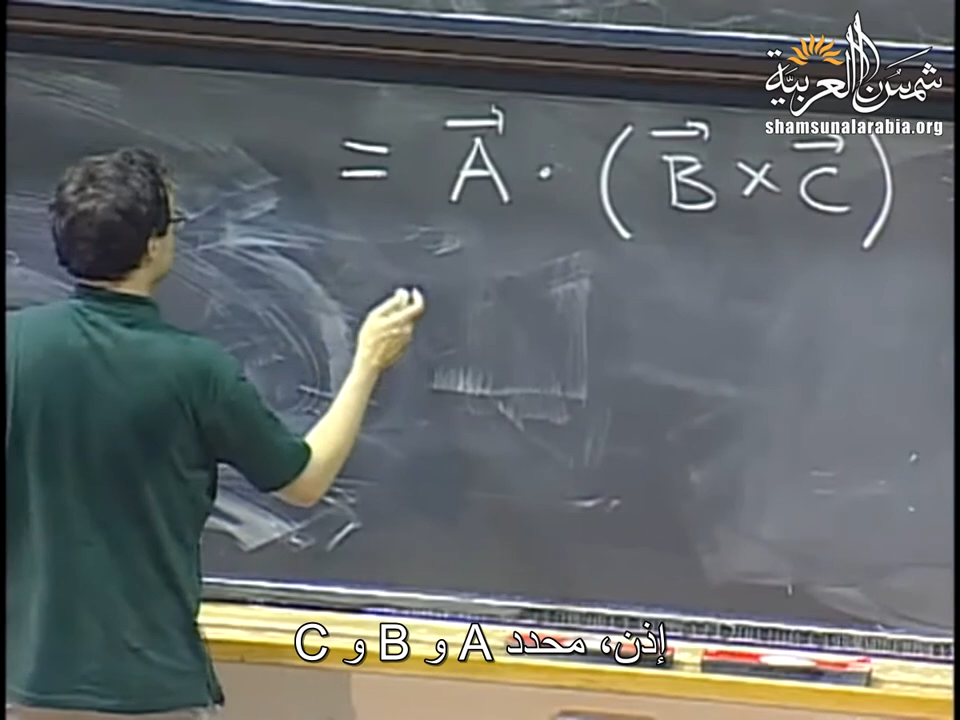 شمس العربية
shamsunalarabia.org
= A⃗ · (B⃗ × C⃗)
إذن، محدد A و B و C